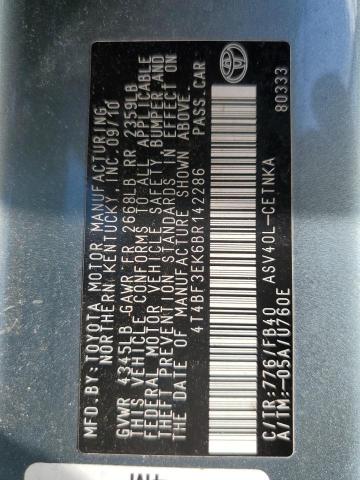 MFD.BY:TOYOTA MOTOR MANUFACTURING
NORTHERN KENTUCKY, INC.09/10
GVWR 4345LB GAWR FR 2668LB RR 2359LB
THIS VEHICLE CONFORMS TO ALL APPLICABLE
FEDERAL MOTOR VEHICLE SAFETY BUMPER AND
THEFT PREVENTION STANDARDS IN EFFECT ON
THE DATE OF MANUFACTURE SHOWN ABOVE.
4T4BF3EK8BR142286 PASS.CAR
C/TR:776/FB40 ASV40L-CETNKA
A/TM:-05A/U760E 80333